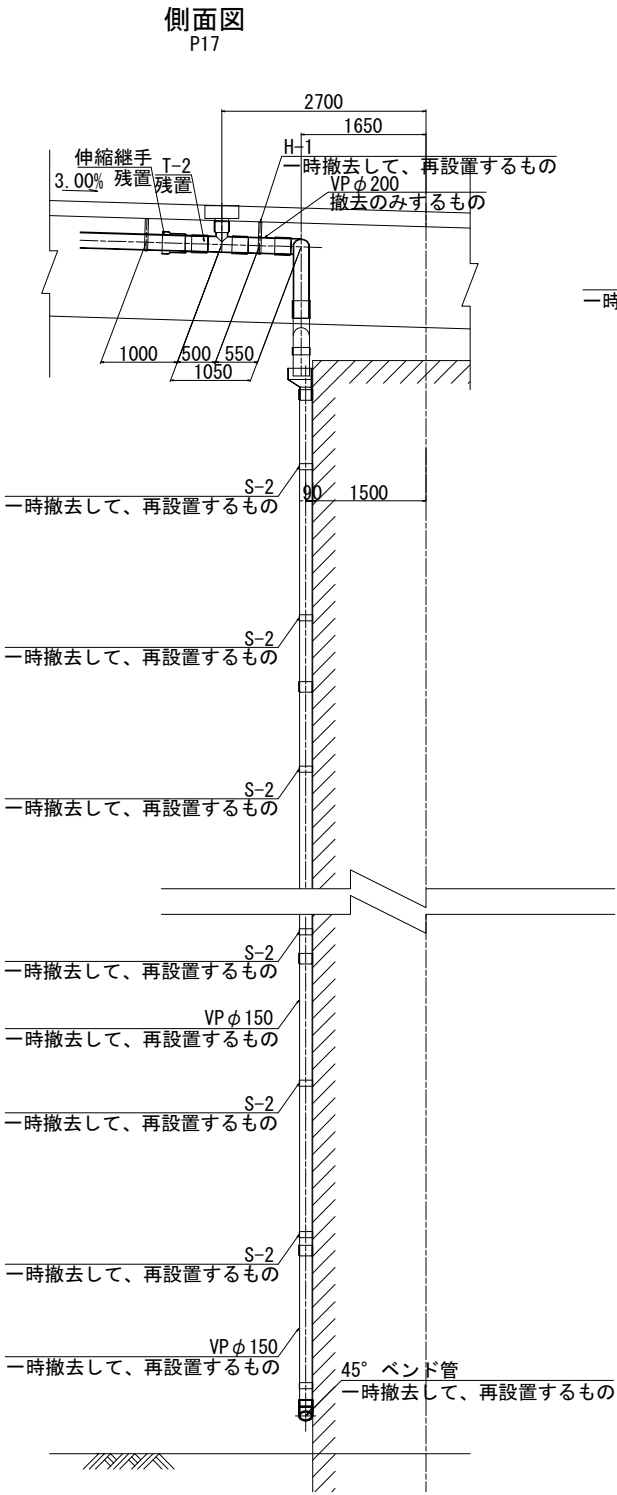 側面図
P17
2700
1650
H-1
一時撤去して、再設置するもの
伸縮継手
残置
T-2
残置
3.00%
VPφ200
撤去のみするもの
一時
1000
500
550
1050
S-2
一時撤去して、再設置するもの
90
1500
S-2
一時撤去して、再設置するもの
S-2
一時撤去して、再設置するもの
S-2
一時撤去して、再設置するもの
VPφ150
一時撤去して、再設置するもの
S-2
一時撤去して、再設置するもの
S-2
一時撤去して、再設置するもの
VPφ150
一時撤去して、再設置するもの
45° ベンド管
一時撤去して、再設置するもの